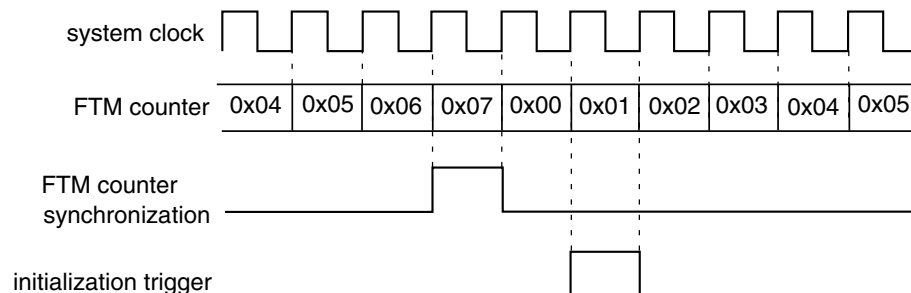 system clock
FTM counter 0x04 0x05 0x06 0x07 0x00 0x01 0x02 0x03 0x04 0x05
FTM counter
synchronization
initialization trigger